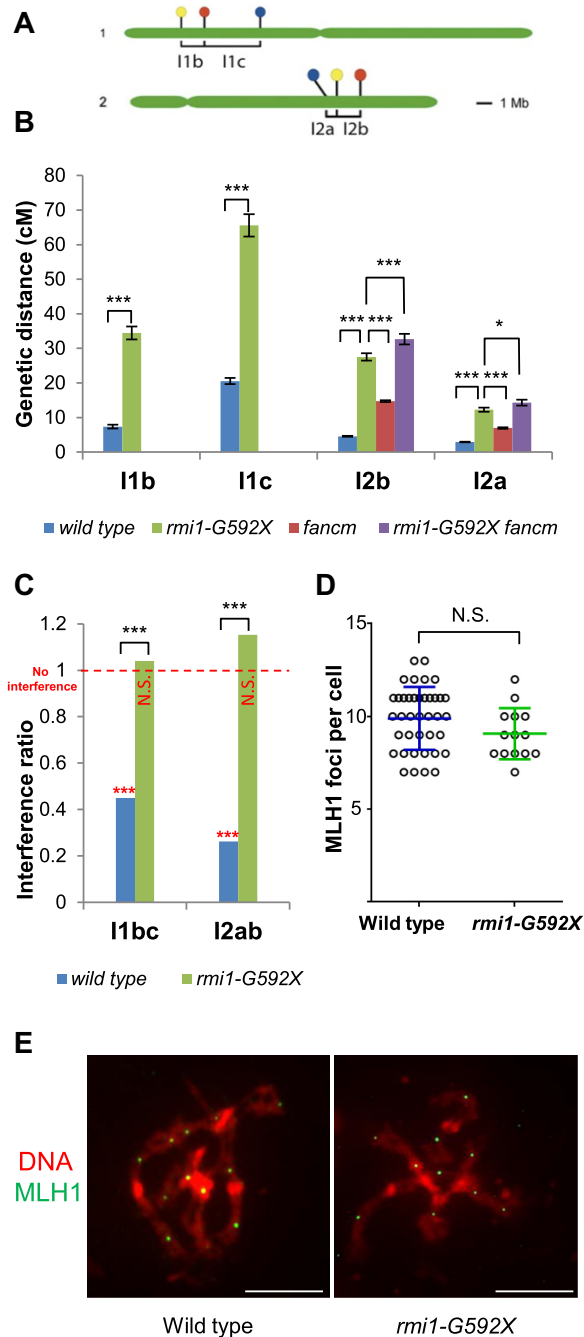 A
1
I1b I1c
2
I2a I2b
1 Mb
B
Genetic distance (cM)
80
70
60
50
40
30
20
10
0
***
***
***
***
***
***
***
*
I1b I1c I2b I2a
wild type rmi1-G592X fancm rmi1-G592X fancm
C
Interference ratio
1.2
1
0.8
0.6
0.4
0.2
0
No interference
***
***
N.S.
N.S.
***
***
I1bc I2ab
wild type rmi1-G592X
D
MLH1 foci per cell
15
10
5
N.S.
Wild type rmi1-G592X
E
DNA
MLH1
Wild type rmi1-G592X